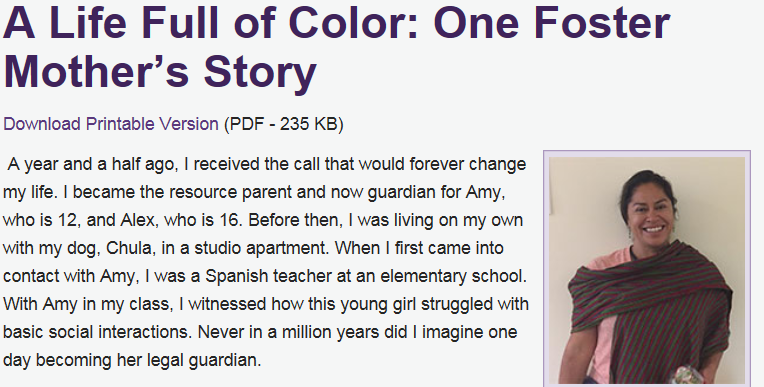 A Life Full of Color: One Foster
Mother's Story
Download Printable Version (PDF - 235 KB)
A year and a half ago, I received the call that would forever change
my life. I became the resource parent and now guardian for Amy,
who is 12, and Alex, who is 16. Before then, I was living on my own
with my dog, Chula, in a studio apartment. When I first came into
contact with Amy, I was a Spanish teacher at an elementary school.
With Amy in my class, I witnessed how this young girl struggled with
basic social interactions. Never in a million years did I imagine one
day becoming her legal guardian.